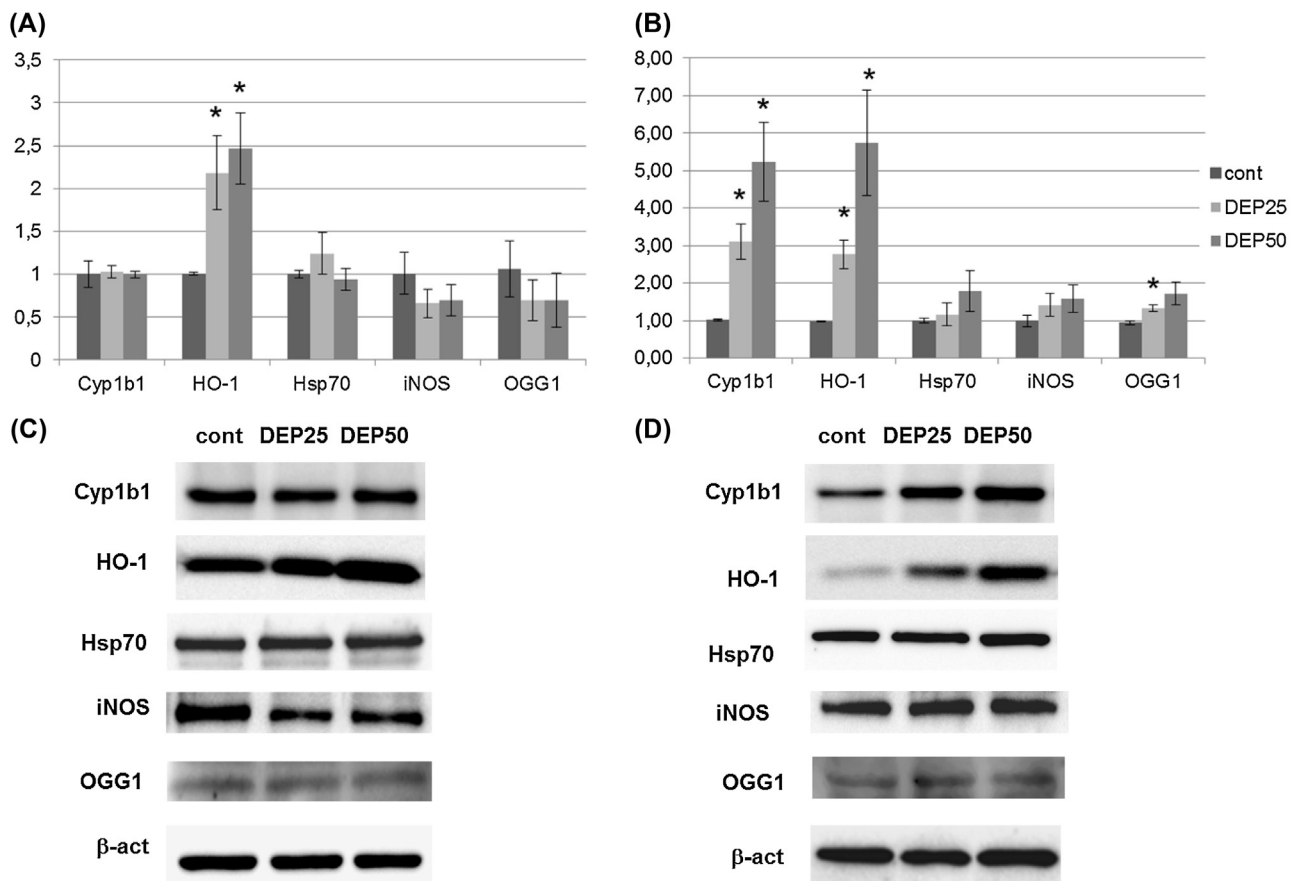 (A)
3,5
3
2,5
2
1,5
1
0,5
0
* *
Cyp1b1 HO-1 Hsp70 iNOS OGG1
(B)
8,00
7,00
6,00
5,00
4,00
3,00
2,00
1,00
0,00
* * * * *
Cyp1b1 HO-1 Hsp70 iNOS OGG1
cont
DEP25
DEP50
(C)
cont DEP25 DEP50
Cyp1b1
HO-1
Hsp70
iNOS
OGG1
β-act
(D)
cont DEP25 DEP50
Cyp1b1
HO-1
Hsp70
iNOS
OGG1
β-act